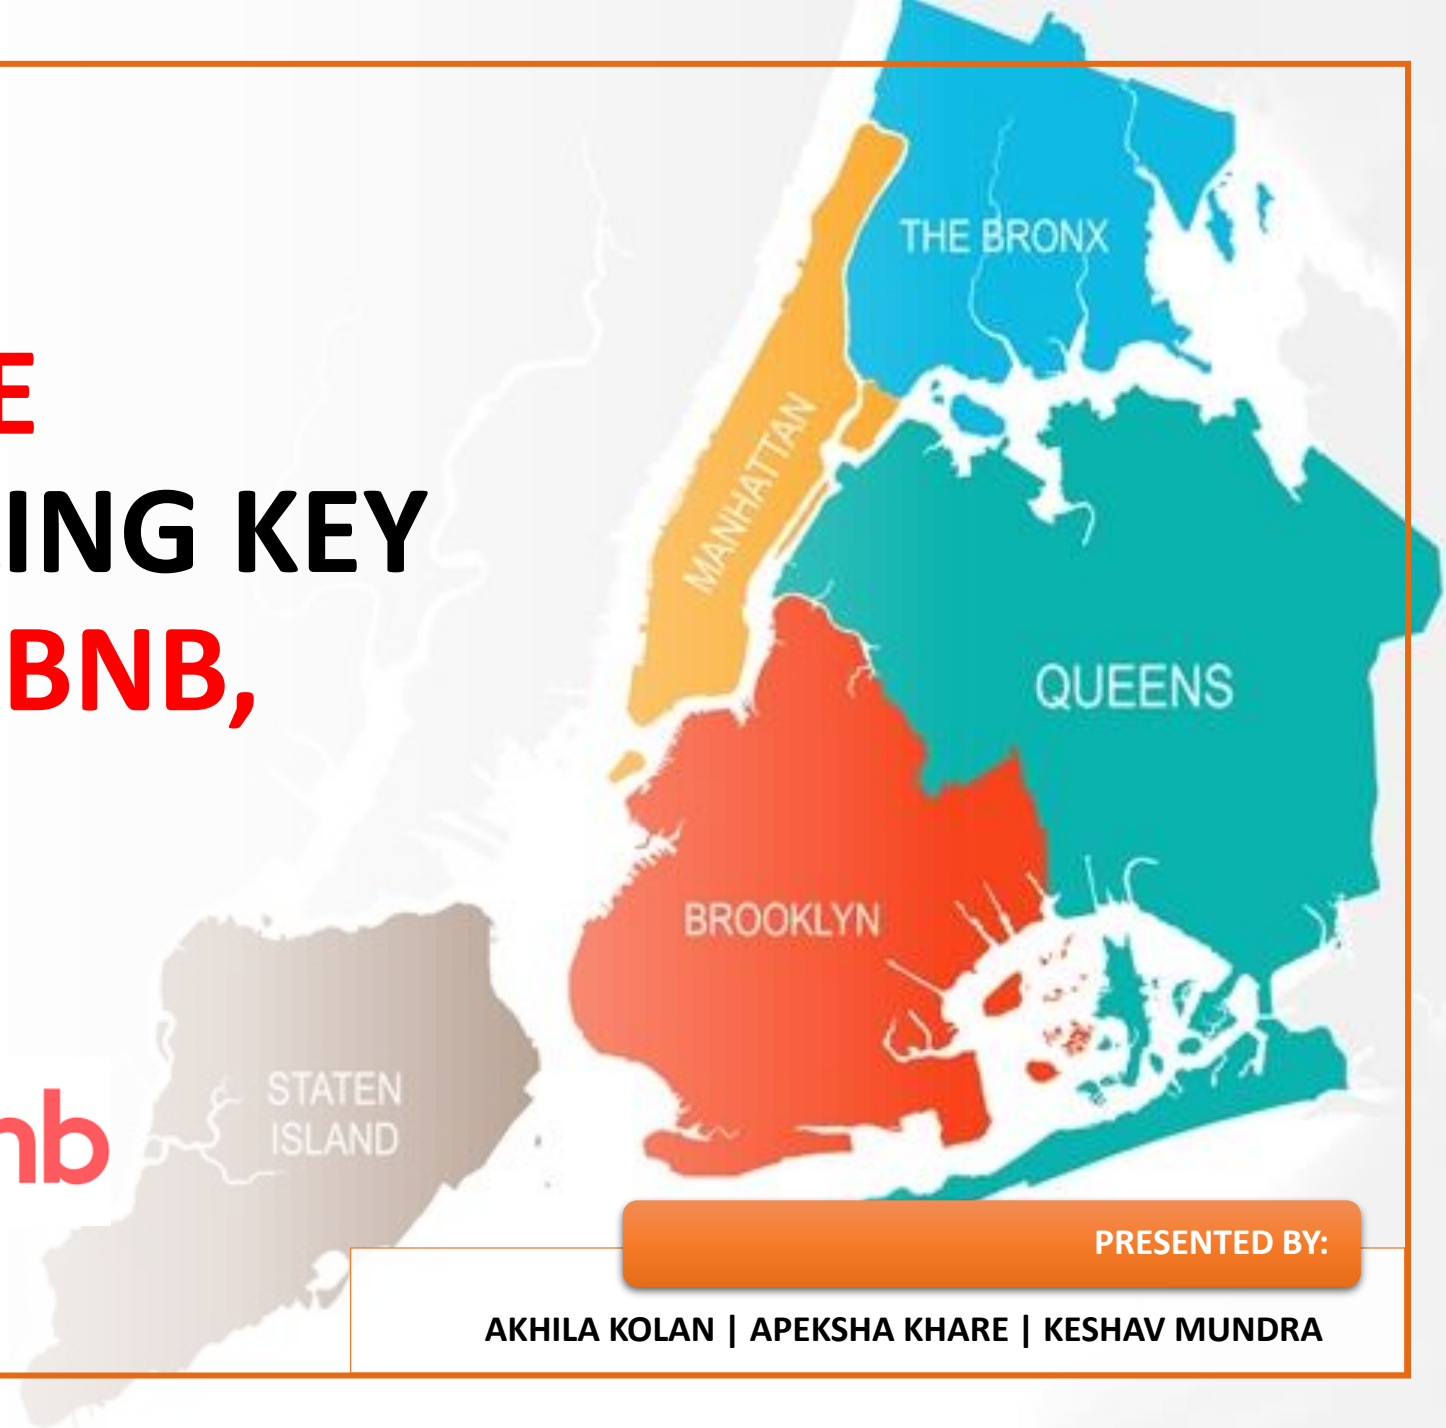 E
ING KEY
BNB,
nb
THE BRONX
MANHATTAN
QUEENS
BROOKLYN
STATEN
ISLAND
PRESENTED BY:
AKHILA KOLAN | APEKSHA KHARE | KESHAV MUNDRA